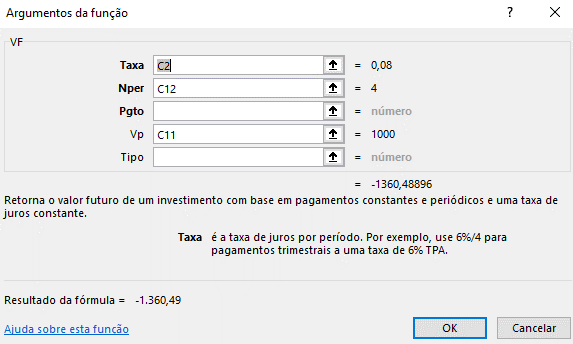 Argumentos da função ? ×
VF
Taxa C2 = 0,08
Nper C12 = 4
Pgto = número
Vp C11 = 1000
Tipo = número
= -1360,48896
Retorna o valor futuro de um investimento com base em pagamentos constantes e periódicos e uma taxa de
juros constante.
Taxa é a taxa de juros por período. Por exemplo, use 6%/4 para
pagamentos trimestrais a uma taxa de 6% TPA.
Resultado da fórmula = -1.360,49
Ajuda sobre esta função
OK Cancelar